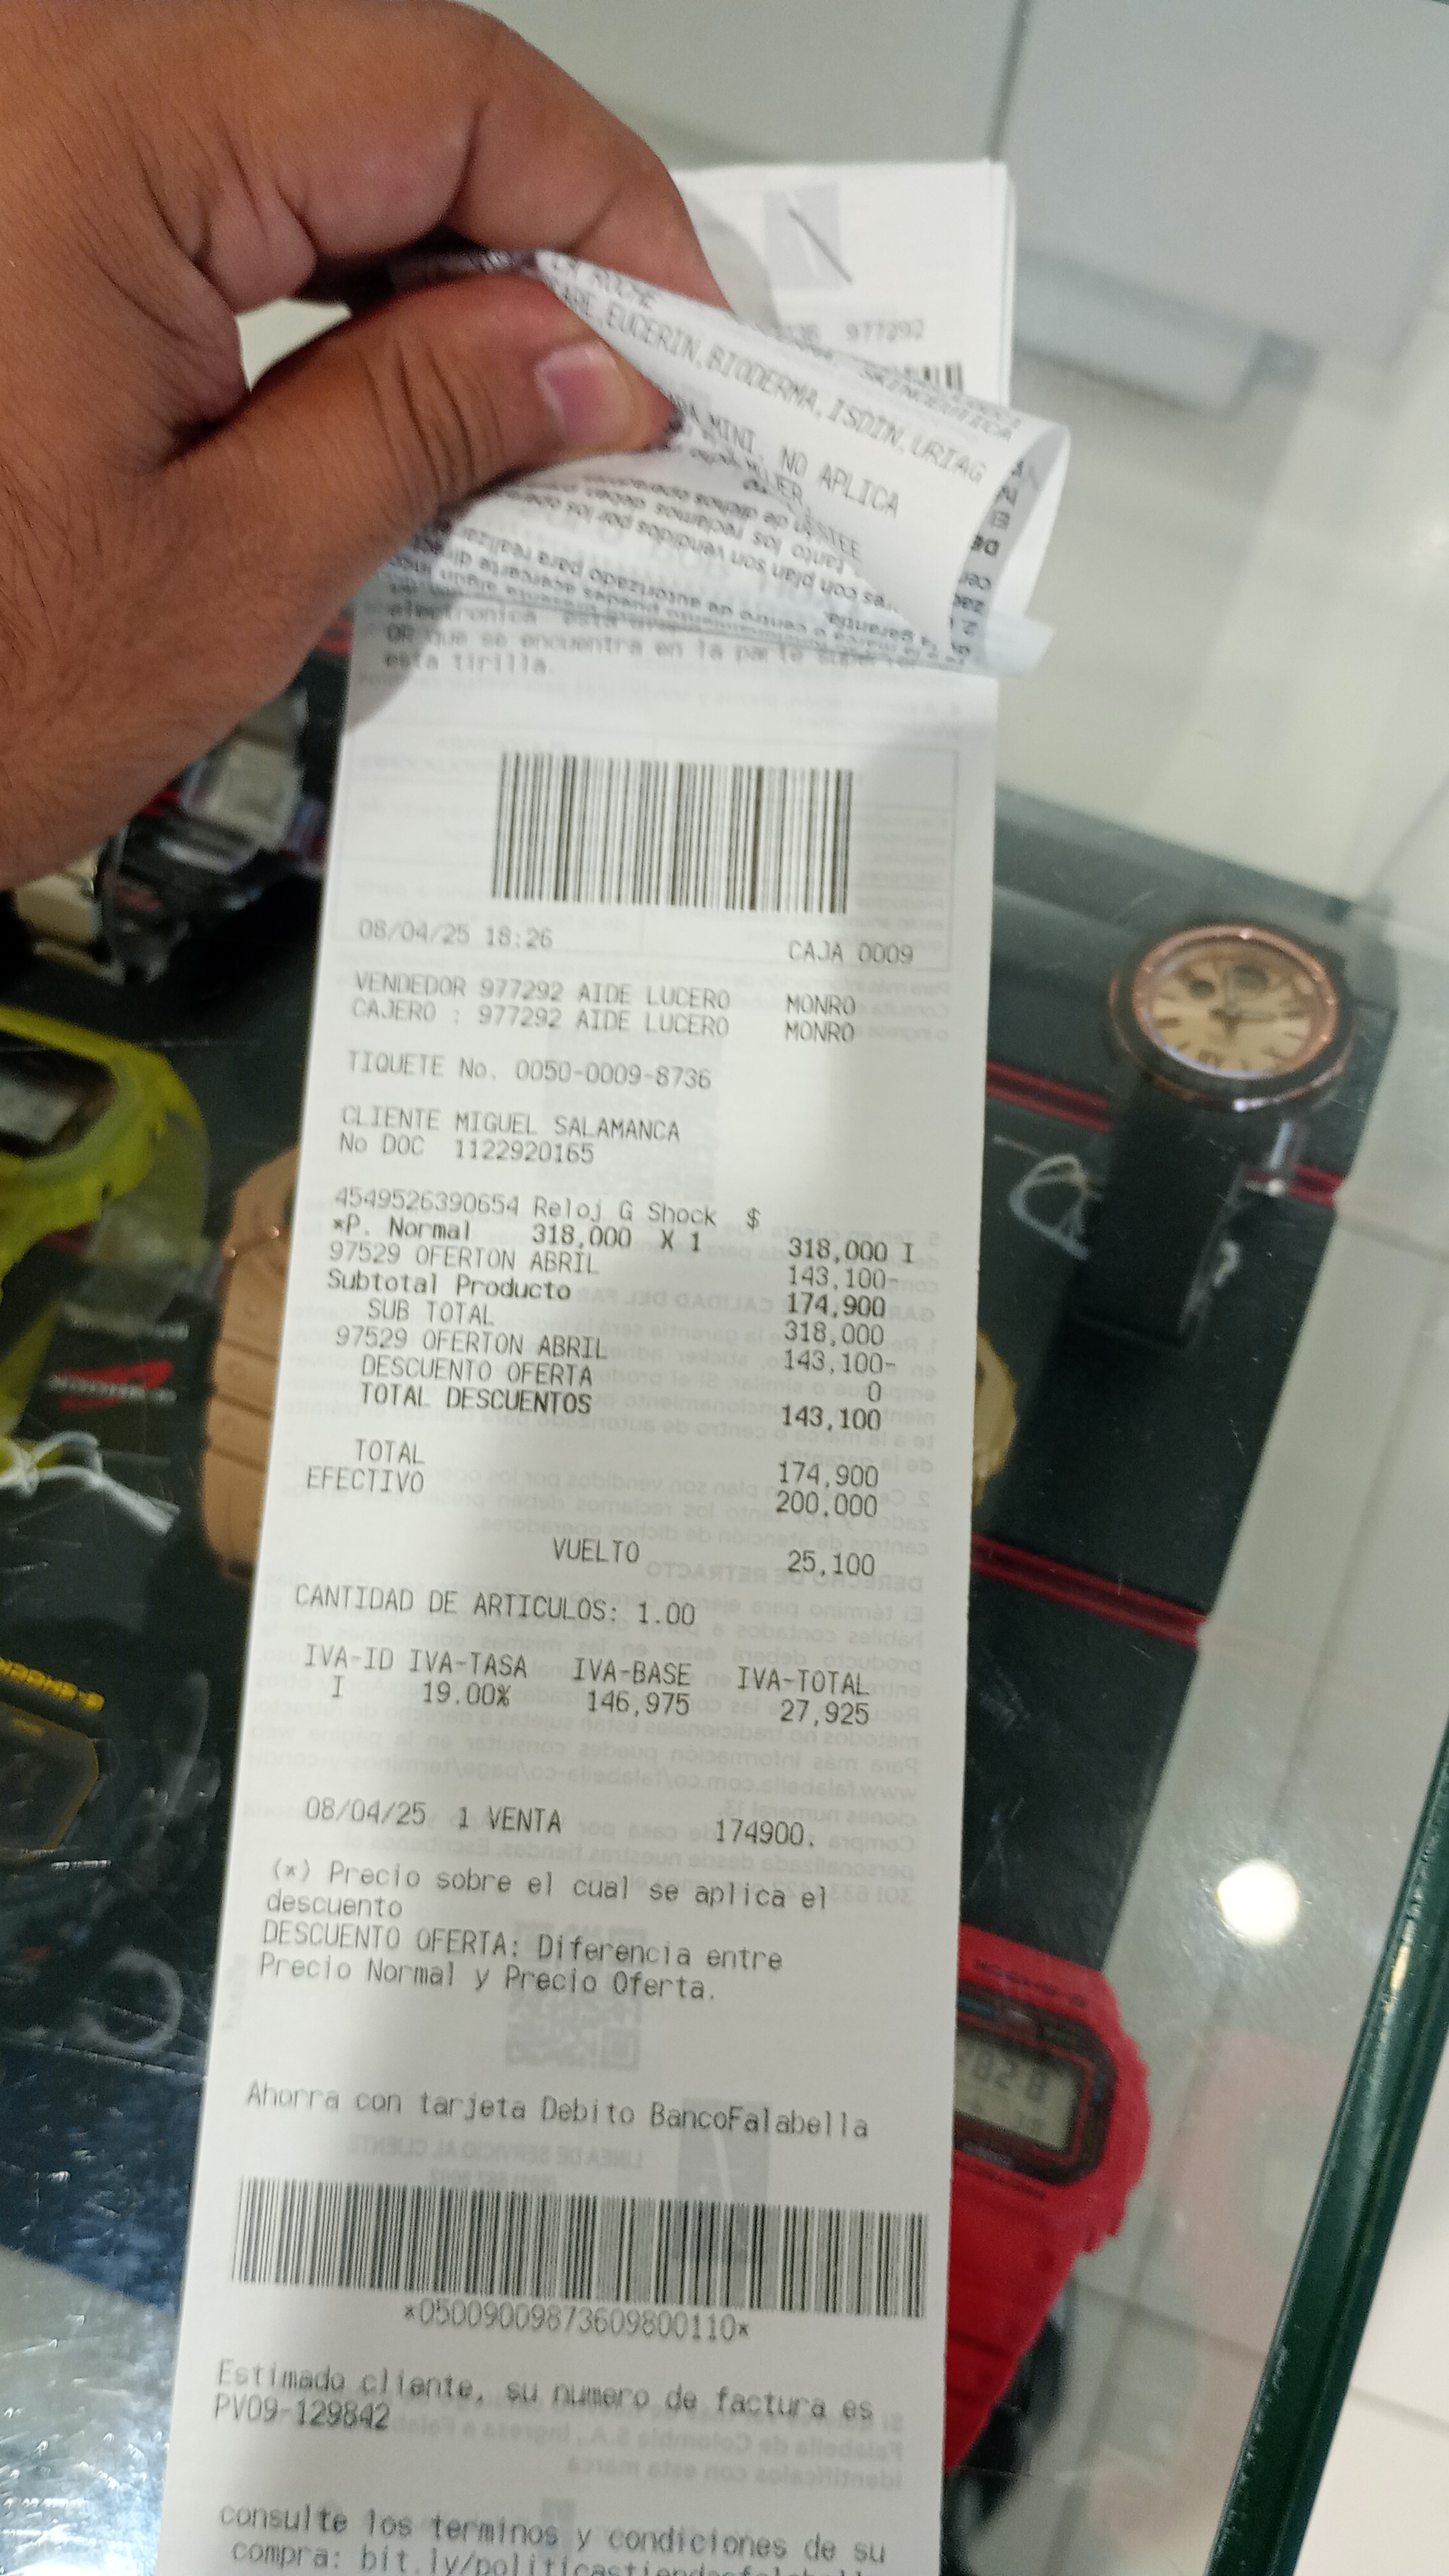 977292
LA ROCHE
EUCERIN,BIODERMA,ISDIN,URIAG
MINI. NO APLICA
OR que se encuentra en la parte
esta tirilla.
08/04/25 18:26 CAJA 0009
VENDEDOR 977292 AIDE LUCERO MONRO
CAJERO : 977292 AIDE LUCERO MONRO
TIQUETE No. 0050-0009-8736
CLIENTE MIGUEL SALAMANCA
No DOC 1122920165
4549526390654 Reloj G Shock $
*P. Normal 318,000 X 1 318,000 I
97529 OFERTON ABRIL 143,100-
Subtotal Producto 174,900
SUB TOTAL 318,000
97529 OFERTON ABRIL 143,100-
DESCUENTO OFERTA 0
TOTAL DESCUENTOS 143,100
TOTAL 174,900
EFECTIVO 200,000
VUELTO 25,100
CANTIDAD DE ARTICULOS: 1.00
IVA-ID IVA-TASA IVA-BASE IVA-TOTAL
I 19.00% 146,975 27,925
08/04/25 1 VENTA 174900.
(*) Precio sobre el cual se aplica el
descuento
DESCUENTO OFERTA: Diferencia entre
Precio Normal y Precio Oferta.
Ahorra con tarjeta Debito BancoFalabella
*05009009873609800110*
Estimado cliente, su numero de factura es
PV09-129842
consulte los terminos y condiciones de su
compra: